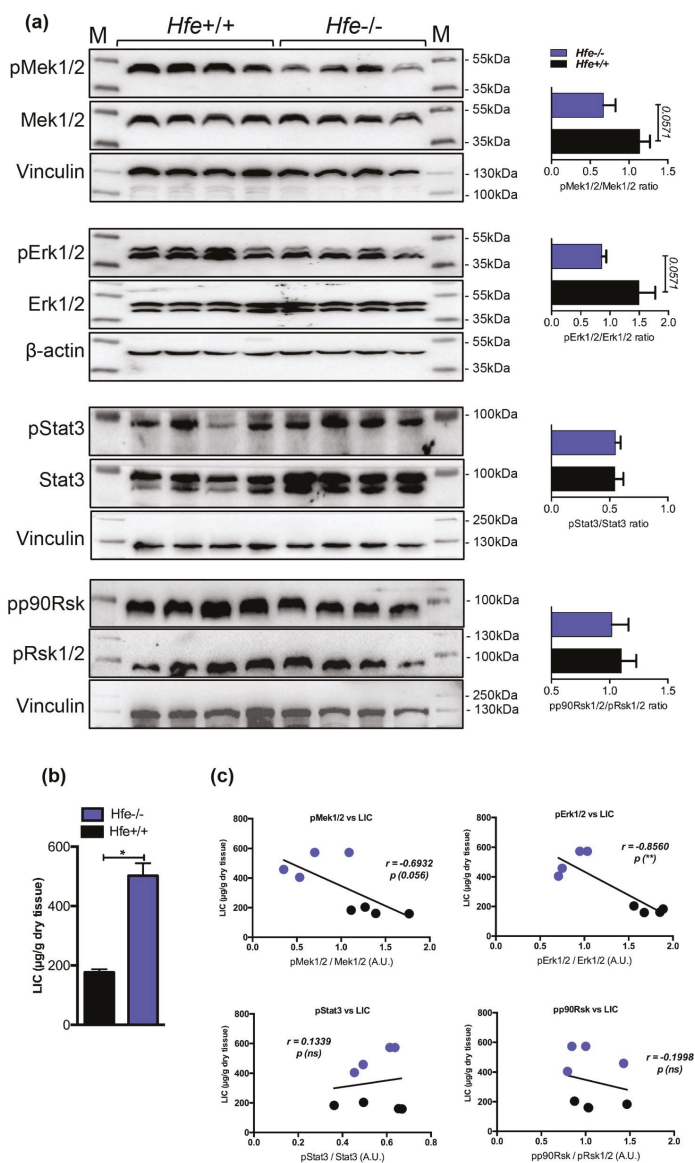 (a)
M
Hfe+/+
Hfe-/-
M
pMek1/2
- 55kDa
- 35kDa
Mek1/2
- 55kDa
- 35kDa
Vinculin
- 130kDa
- 100kDa
Hfe-/-
Hfe+/+
0.0571
0.0 0.5 1.0 1.5
pMek1/2/Mek1/2 ratio
pErk1/2
- 55kDa
- 35kDa
Erk1/2
- 55kDa
- 35kDa
β-actin
- 55kDa
- 35kDa
0.0571
0.0 0.5 1.0 1.5 2.0
pErk1/2/Erk1/2 ratio
pStat3
- 100kDa
Stat3
- 100kDa
Vinculin
- 250kDa
- 130kDa
0.0 0.5 1.0
pStat3/Stat3 ratio
pp90Rsk
- 100kDa
- 130kDa
pRsk1/2
- 100kDa
Vinculin
- 250kDa
- 130kDa
0.5 1.0 1.5
pp90Rsk1/2/pRsk1/2 ratio
(b)
Hfe-/-
Hfe+/+
*
600
400
200
0
LIC (µg/g dry tissue)
(c)
pMek1/2 vs LIC
r = -0.6932
p (0.056)
800
600
400
200
0
LIC (µg/g dry tissue)
0.0 0.5 1.0 1.5 2.0
pMek1/2 / Mek1/2 (A.U.)
pErk1/2 vs LIC
r = -0.8560
p (**)
800
600
400
200
0
LIC (µg/g dry tissue)
0.0 0.5 1.0 1.5 2.0
pErk1/2 / Erk1/2 (A.U.)
pStat3 vs LIC
r = 0.1339
p (ns)
800
600
400
200
0
LIC (µg/g dry tissue)
0.0 0.2 0.4 0.6 0.8
pStat3 / Stat3 (A.U.)
pp90Rsk vs LIC
r = -0.1998
p (ns)
800
600
400
200
0
LIC (µg/g dry tissue)
0.0 0.5 1.0 1.5 2.0
pp90Rsk / pRsk1/2 (A.U.)